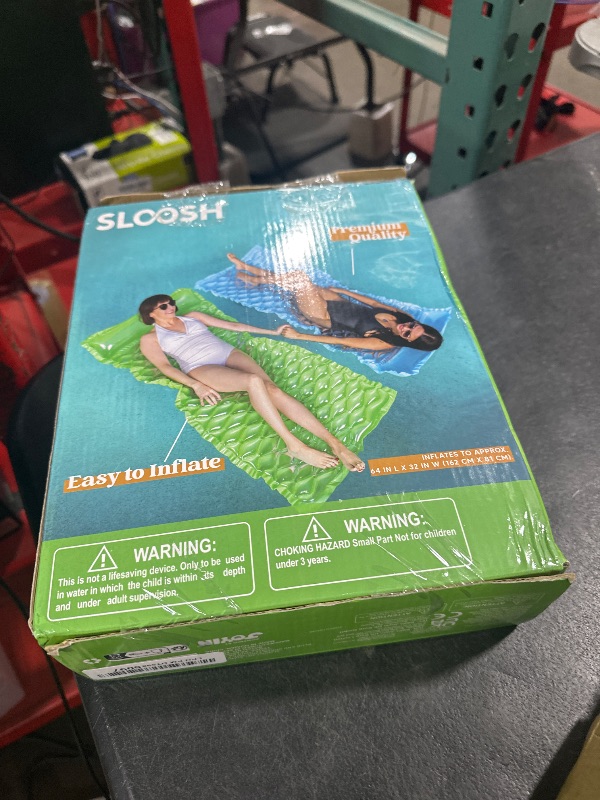 SLOOSH
Premium
Quality
Easy to Inflate
INFLATES TO APPROX.
64 IN L X 32 IN W (162 CM X 81 CM)
WARNING:
This is not a lifesaving device. Only to be used
in water in which the child is within its depth
and under adult supervision.
WARNING:
CHOKING HAZARD Small Part Not for children
under 3 years.
JOYIN